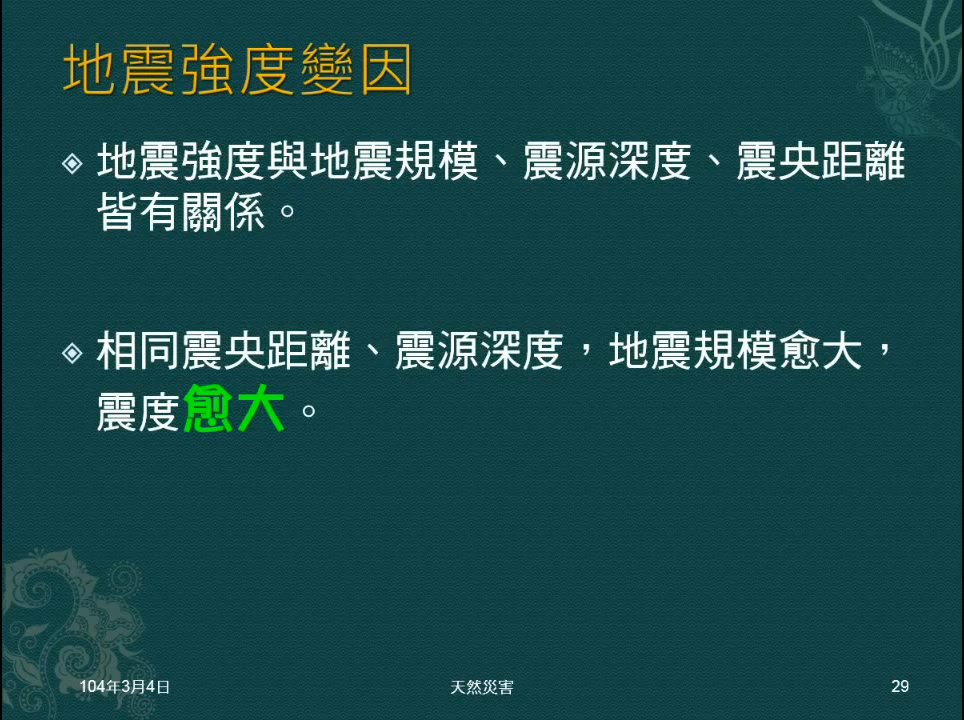 地震強度變因
地震強度與地震規模、震源深度、震央距離
皆有關係。
相同震央距離、震源深度，地震規模愈大，
震度愈大。
104年3月4日
天然災害
29